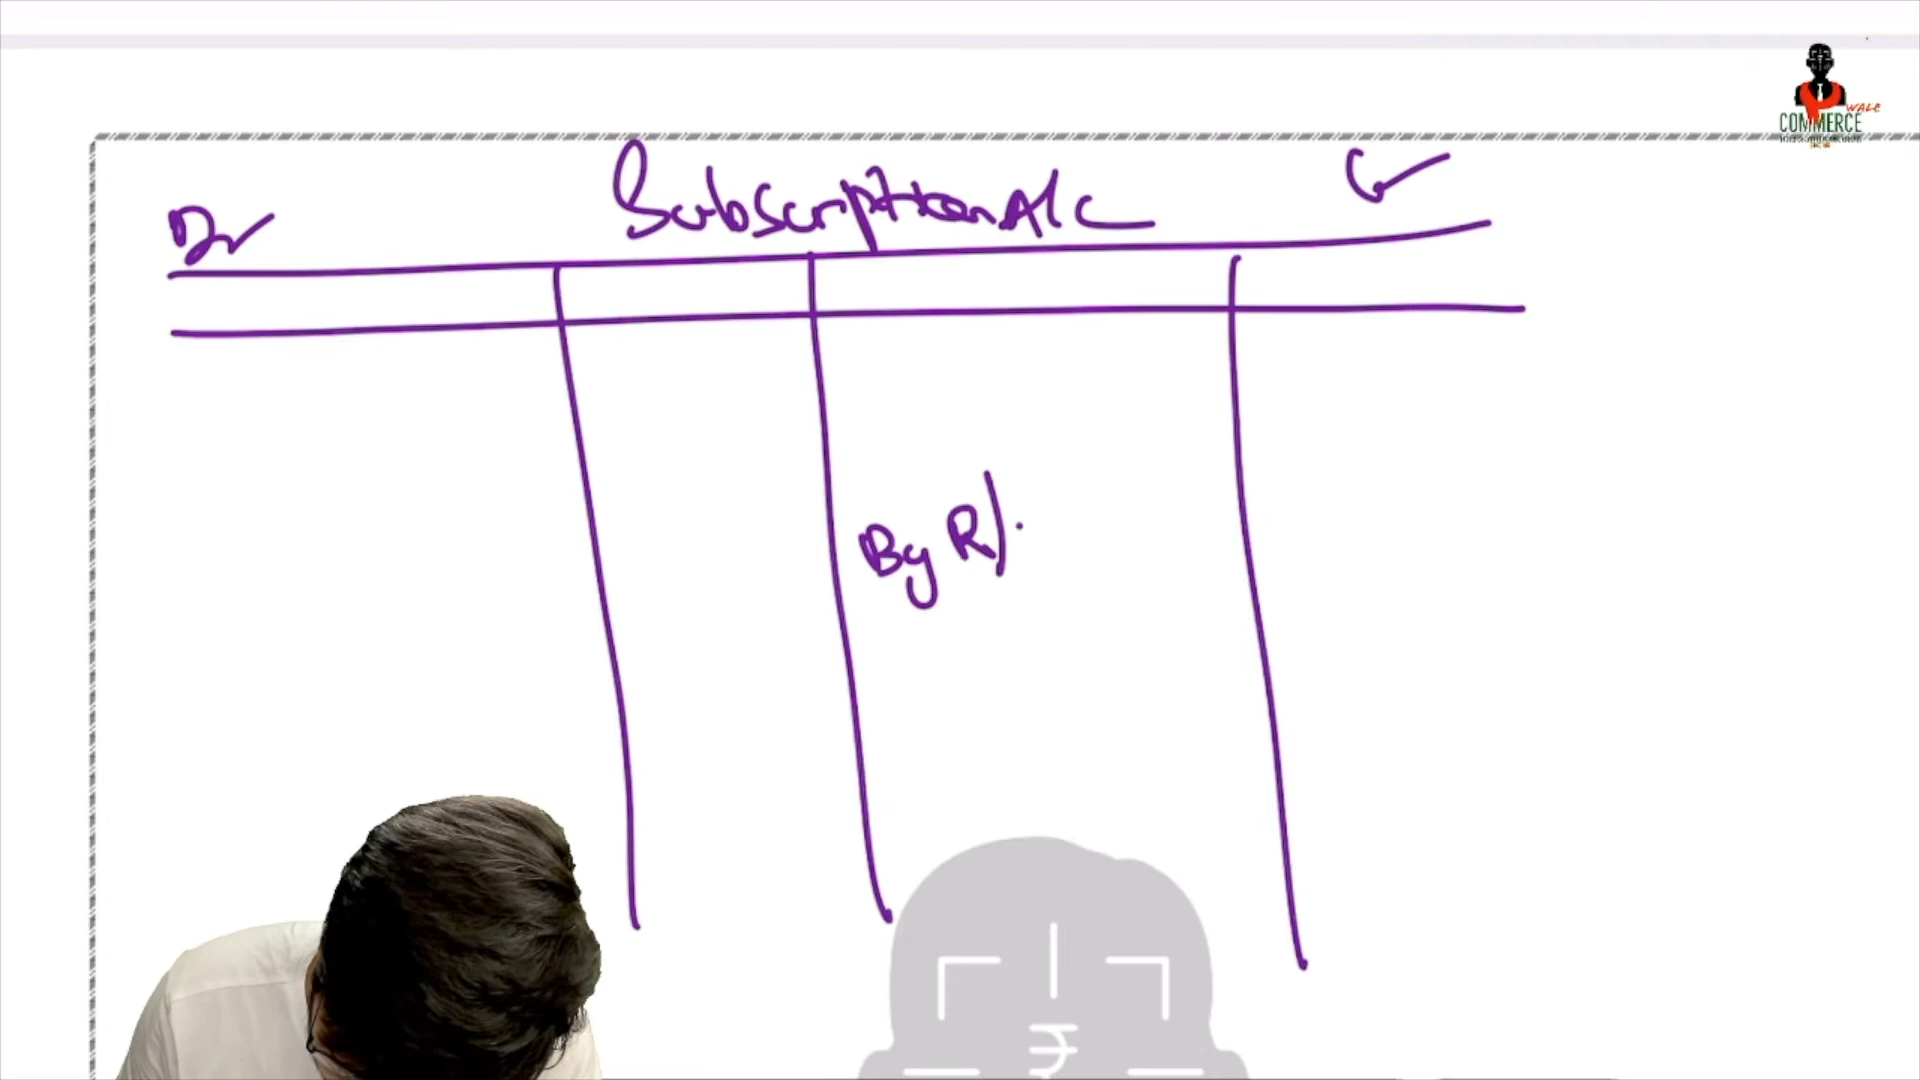 Dr Subscription A/c Cr
By R/.
WALE
COMMERCE
₹